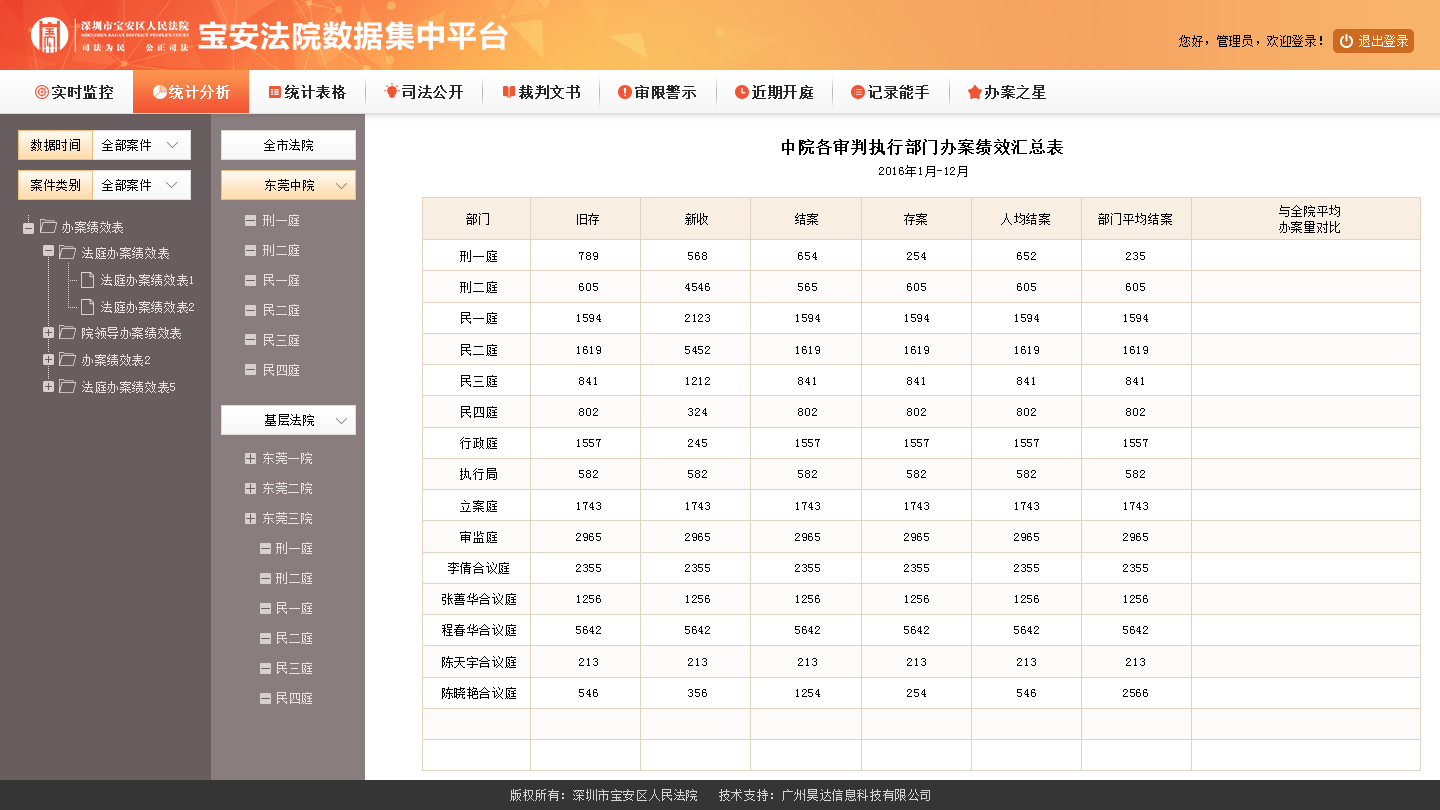 深圳市宝安区人民法院
SHENZHEN BAOAN DISTRICT PEOPLE'S COURT
司法为民 公正司法
宝安法院数据集中平台
您好，管理员，欢迎登录！ 退出登录
实时监控 统计分析 统计表格 司法公开 裁判文书 审限警示 近期开庭 记录能手 办案之星
数据时间 全部案件
案件类别 全部案件
办案绩效表
法庭办案绩效表
法庭办案绩效表1
法庭办案绩效表2
院领导办案绩效表
办案绩效表2
法庭办案绩效表5
全市法院
东莞中院
刑一庭
刑二庭
民一庭
民二庭
民三庭
民四庭
基层法院
东莞一院
东莞二院
东莞三院
刑一庭
刑二庭
民一庭
民二庭
民三庭
民四庭
中院各审判执行部门办案绩效汇总表
2016年1月-12月
部门 旧存 新收 结案 存案 人均结案 部门平均结案 与全院平均
办案量对比
刑一庭 789 568 654 254 652 235
刑二庭 605 4546 565 605 605 605
民一庭 1594 2123 1594 1594 1594 1594
民二庭 1619 5452 1619 1619 1619 1619
民三庭 841 1212 841 841 841 841
民四庭 802 324 802 802 802 802
行政庭 1557 245 1557 1557 1557 1557
执行局 582 582 582 582 582 582
立案庭 1743 1743 1743 1743 1743 1743
审监庭 2965 2965 2965 2965 2965 2965
李倩合议庭 2355 2355 2355 2355 2355 2355
张善华合议庭 1256 1256 1256 1256 1256 1256
程春华合议庭 5642 5642 5642 5642 5642 5642
陈天宇合议庭 213 213 213 213 213 213
陈晓艳合议庭 546 356 1254 254 546 2566
版权所有：深圳市宝安区人民法院 技术支持：广州昊达信息科技有限公司